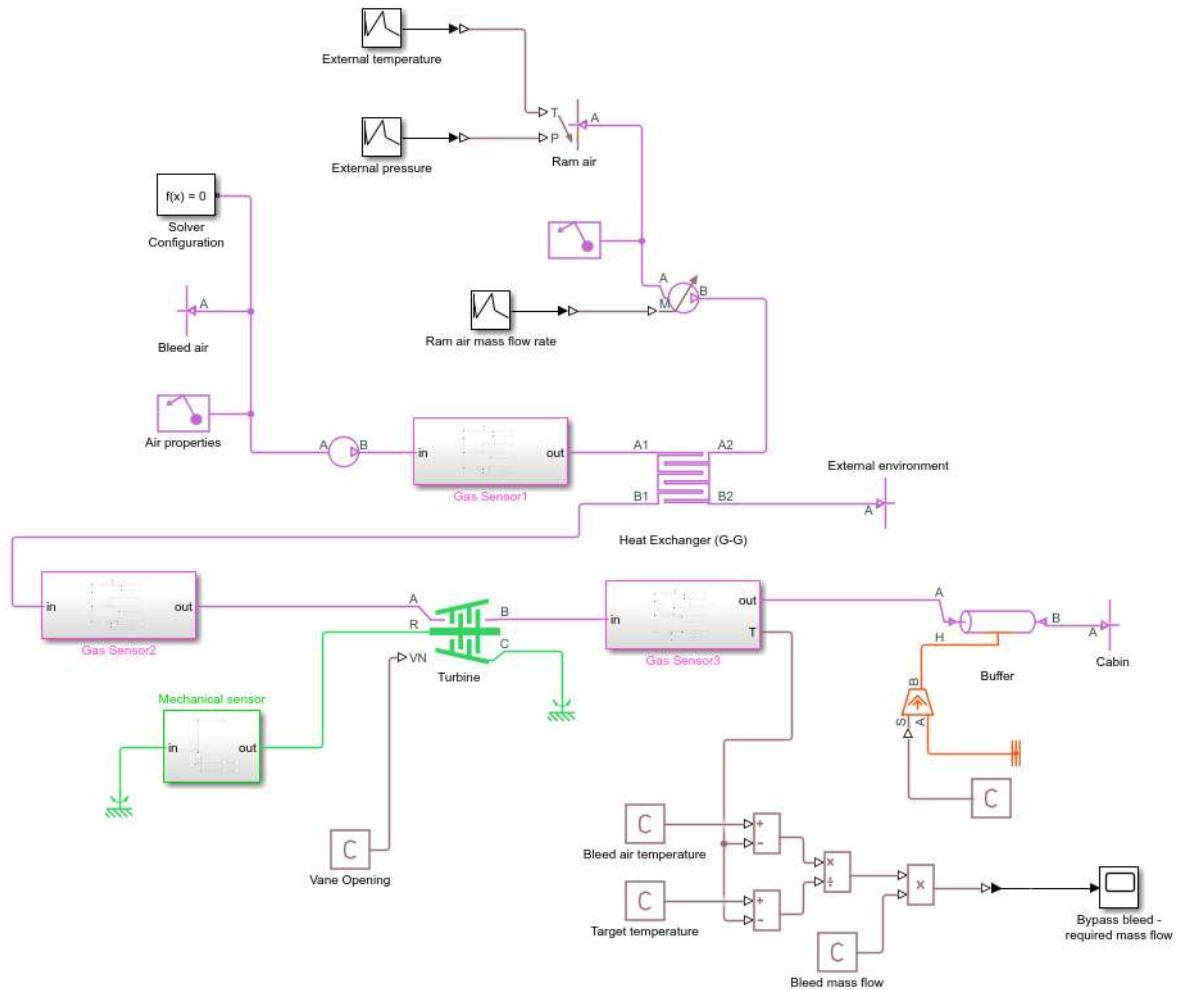 External temperature
T
P
A
Ram air
External pressure
f(x) = 0
Solver
Configuration
A
Bleed air
A
B
M
Ram air mass flow rate
Air properties
A
B
in
out
Gas Sensor1
A1
A2
B1
B2
Heat Exchanger (G-G)
External environment
A
in
out
Gas Sensor2
A
B
R
C
VN
Turbine
in
out
T
Gas Sensor3
A
B
H
Buffer
A
Cabin
B
S
A
C
Mechanical sensor
in
out
C
Vane Opening
C
Bleed air temperature
+
-
C
Target temperature
+
-
×
÷
×
C
Bleed mass flow
Bypass bleed -
required mass flow